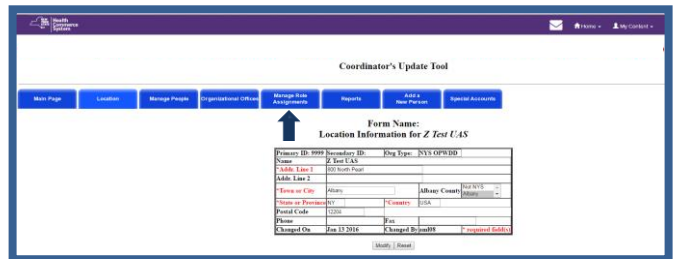 Health
Commerce
System
Home
My Content
Coordinator's Update Tool
Main Page
Location
Manage People
Organizational Offices
Manage Role
Assignments
Reports
Add a
New Person
Special Accounts
Form Name:
Location Information for Z Test UAS
Primary ID: 9999 Secondary ID: Org Type: NYS OPWDD
Name Z Test UAS
*Addr. Line 1 800 North Pearl
Addr. Line 2
*Town or City Albany Albany County Not NYS
Albany
*State or Province NY *Country USA
Postal Code 12204
Phone Fax
Changed On Jan 13 2016 Changed By * required field(s)
Modify Reset